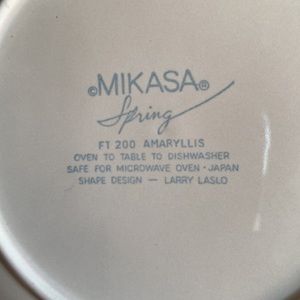 ©MIKASA®
Spring
F1 200 AMARYLLIS
OVEN TO TABLE TO DISHWASHER
SAFE FOR MICROWAVE OVEN · JAPAN
SHAPE DESIGN — LARRY LASLO